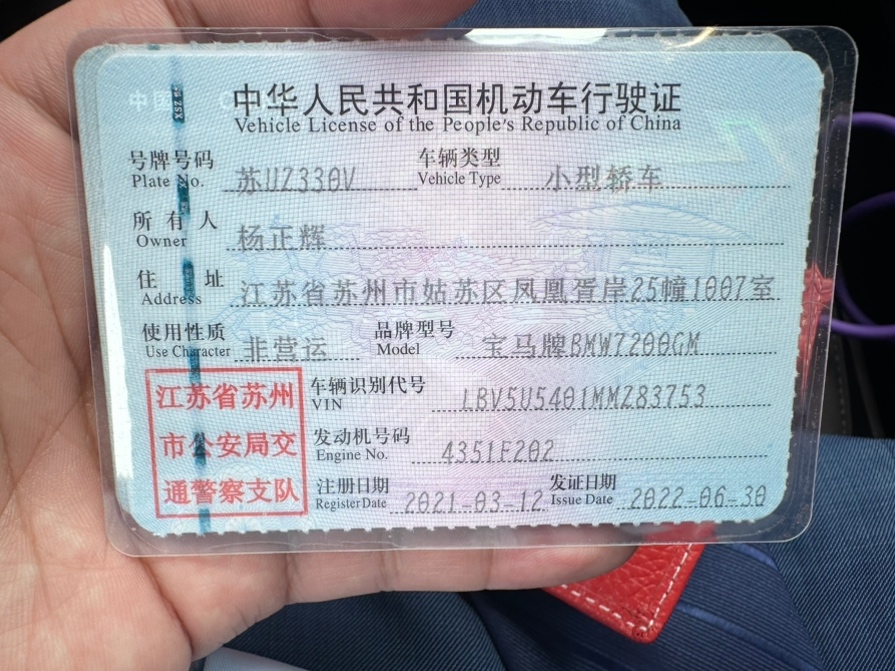 中华人民共和国机动车行驶证
Vehicle License of the People's Republic of China
号牌号码 苏UZ330V 车辆类型 小型轿车
Plate No. Vehicle Type
所有人 杨正辉
Owner
住址 江苏省苏州市姑苏区凤凰胥岸25幢1007室
Address
使用性质 非营运 品牌型号 宝马牌BMW7200GM
Use Character Model
江苏省苏州
市公安局交
通警察支队
车辆识别代号 LBV5U5401MMZ83753
VIN
发动机号码 4351F202
Engine No.
注册日期 2021-03-12 发证日期 2022-06-30
Register Date Issue Date